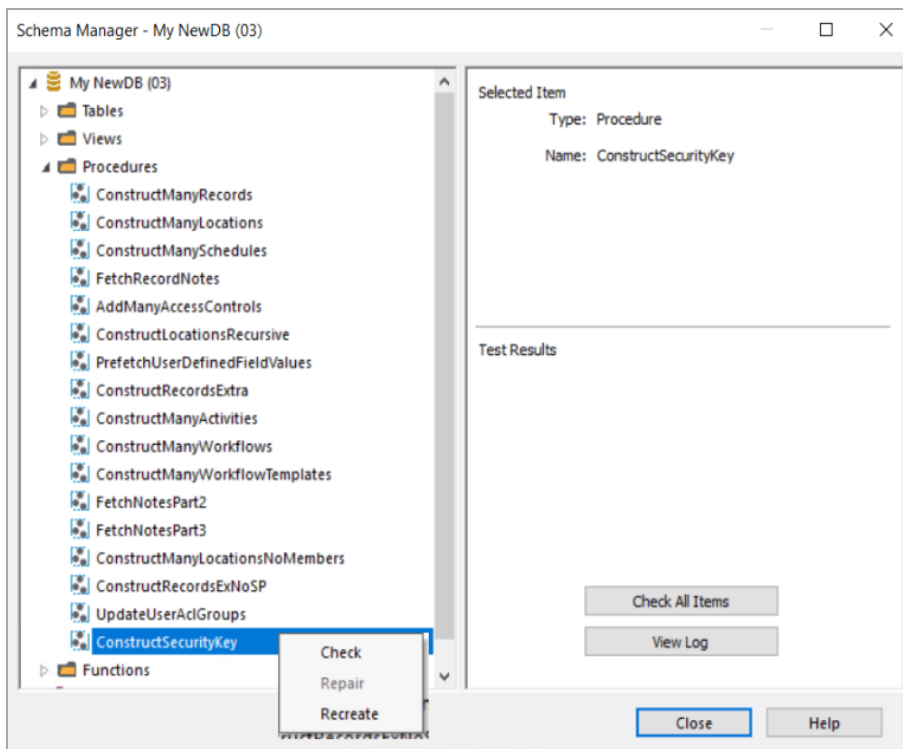 Schema Manager - My NewDB (03)
My NewDB (03)
Tables
Views
Procedures
ConstructManyRecords
ConstructManyLocations
ConstructManySchedules
FetchRecordNotes
AddManyAccessControls
ConstructLocationsRecursive
PrefetchUserDefinedFieldValues
ConstructRecordsExtra
ConstructManyActivities
ConstructManyWorkflows
ConstructManyWorkflowTemplates
FetchNotesPart2
FetchNotesPart3
ConstructManyLocationsNoMembers
ConstructRecordsExNoSP
UpdateUserAclGroups
ConstructSecurityKey
Functions
Check
Repair
Recreate
Selected Item
Type: Procedure
Name: ConstructSecurityKey
Test Results
Check All Items
View Log
Close
Help